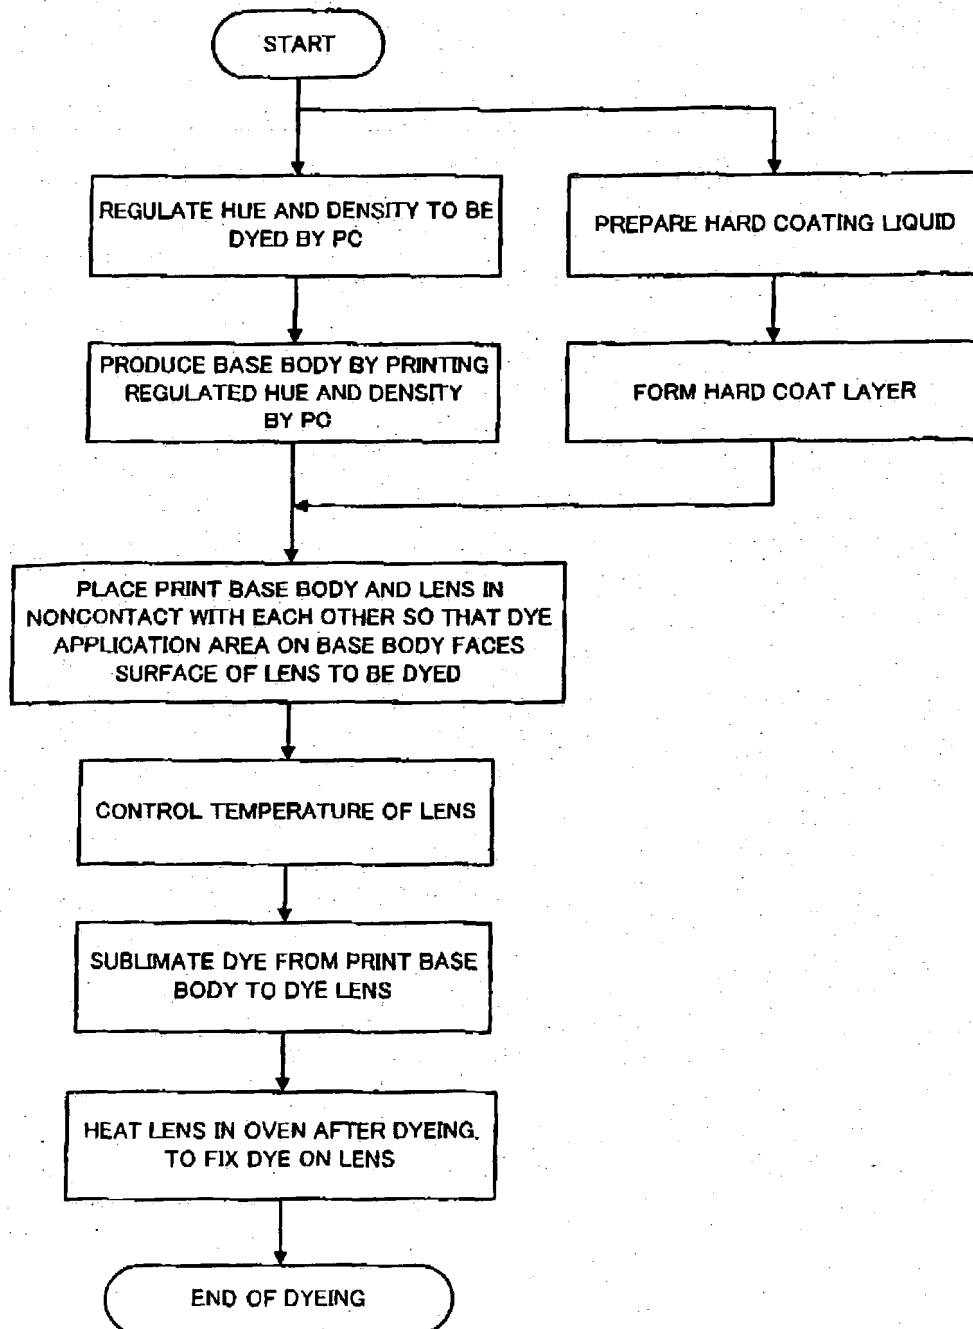 START
REGULATE HUE AND DENSITY TO BE
DYED BY PC
PREPARE HARD COATING LIQUID
PRODUCE BASE BODY BY PRINTING
REGULATED HUE AND DENSITY
BY PC
FORM HARD COAT LAYER
PLACE PRINT BASE BODY AND LENS IN
NONCONTACT WITH EACH OTHER SO THAT DYE
APPLICATION AREA ON BASE BODY FACES
SURFACE OF LENS TO BE DYED
CONTROL TEMPERATURE OF LENS
SUBLIMATE DYE FROM PRINT BASE
BODY TO DYE LENS
HEAT LENS IN OVEN AFTER DYEING,
TO FIX DYE ON LENS
END OF DYEING